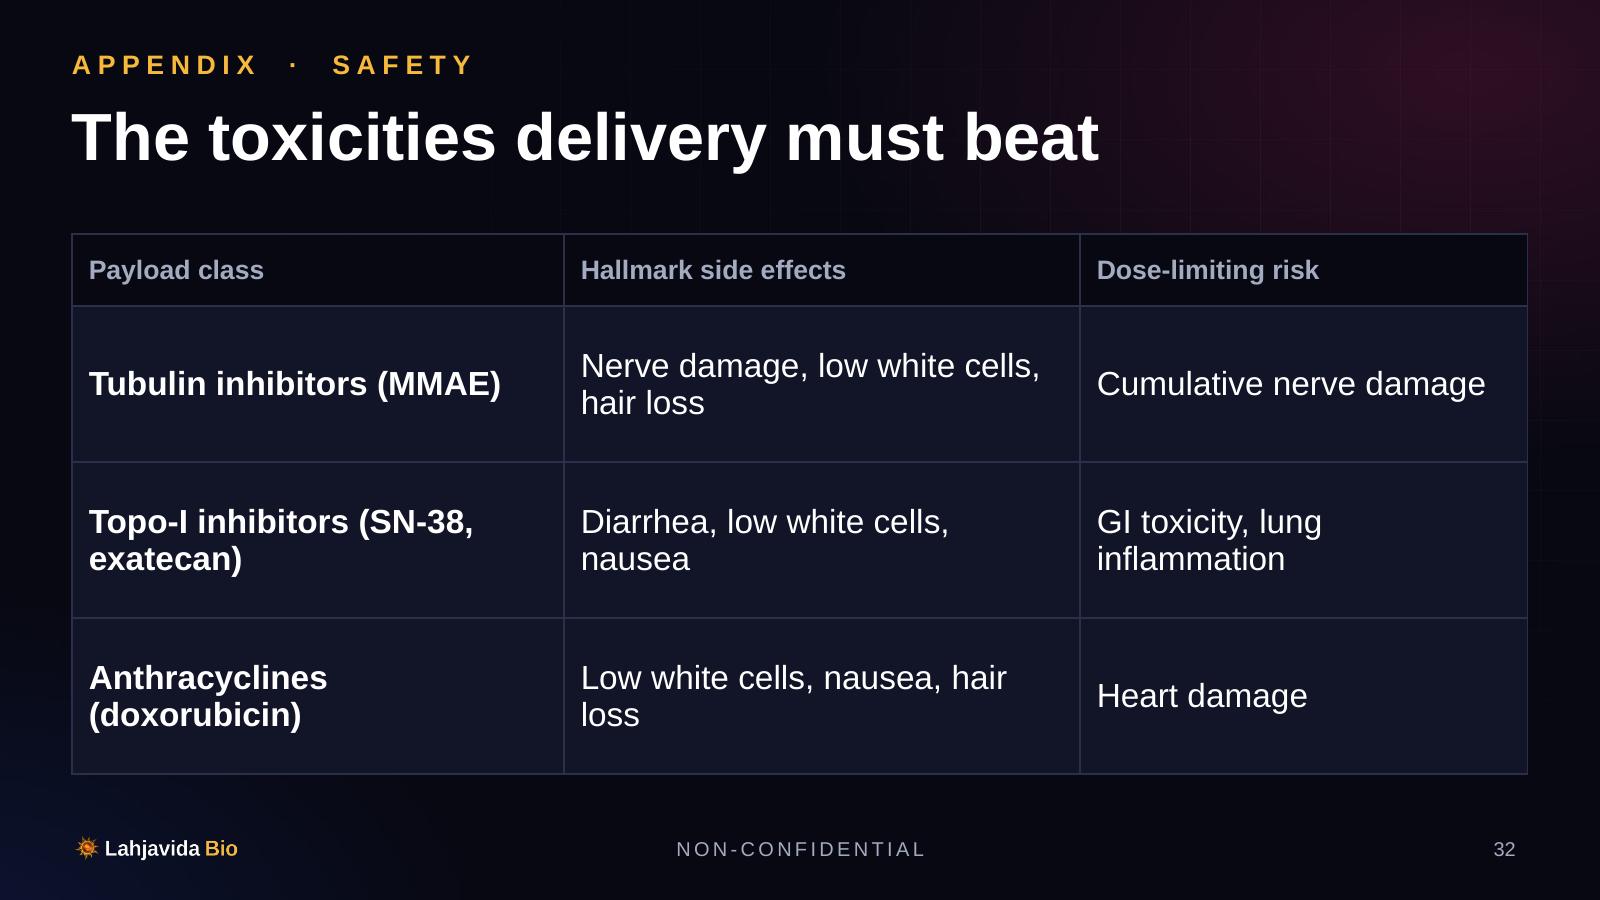 APPENDIX · SAFETY
The toxicities delivery must beat
Payload class
Hallmark side effects
Dose-limiting risk
Tubulin inhibitors (MMAE)
Nerve damage, low white cells,
hair loss
Cumulative nerve damage
Topo-I inhibitors (SN-38,
exatecan)
Diarrhea, low white cells,
nausea
GI toxicity, lung
inflammation
Anthracyclines
(doxorubicin)
Low white cells, nausea, hair
loss
Heart damage
Lahjavida Bio
NON-CONFIDENTIAL
32